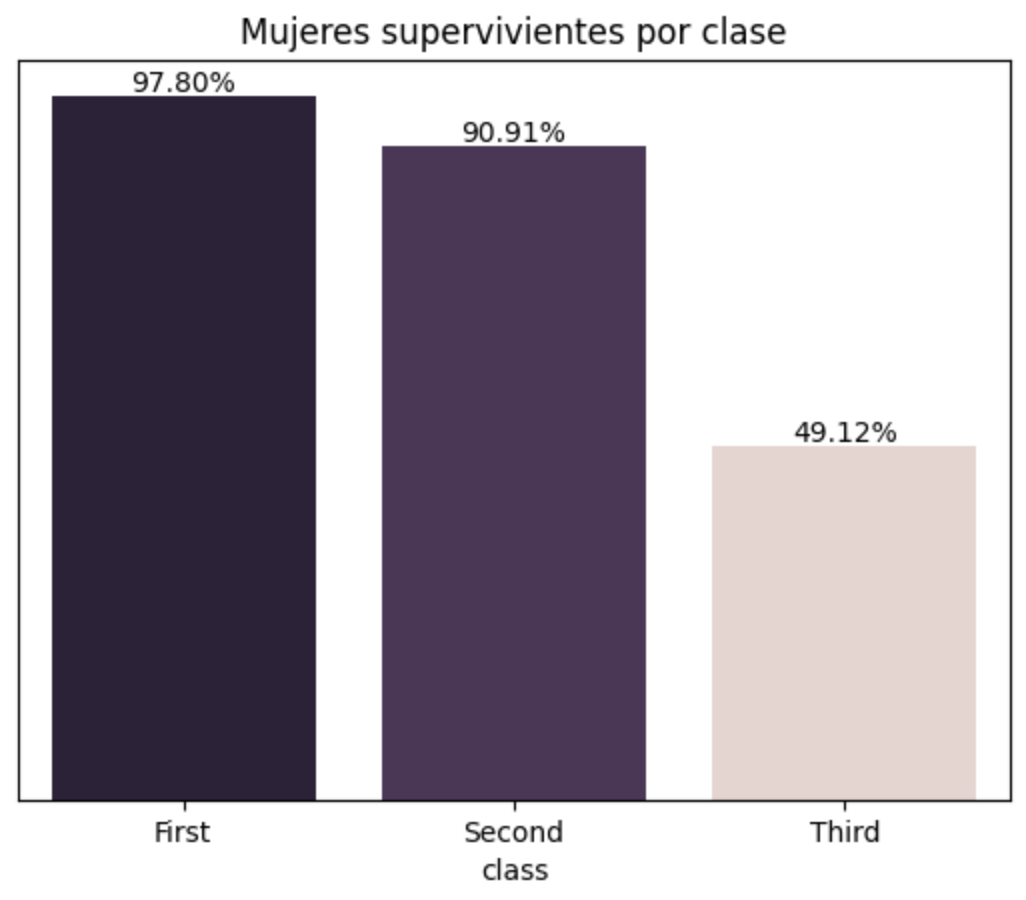 Mujeres supervivientes por clase
97.80%
90.91%
49.12%
First Second Third
class